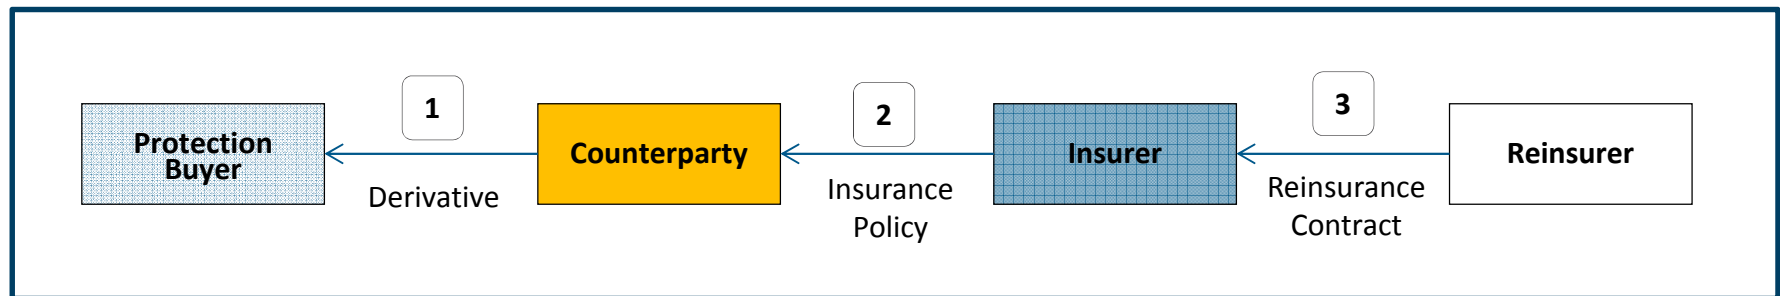 1
2
3
Protection
Buyer
Counterparty
Insurer
Reinsurer
Derivative
Insurance
Policy
Reinsurance
Contract